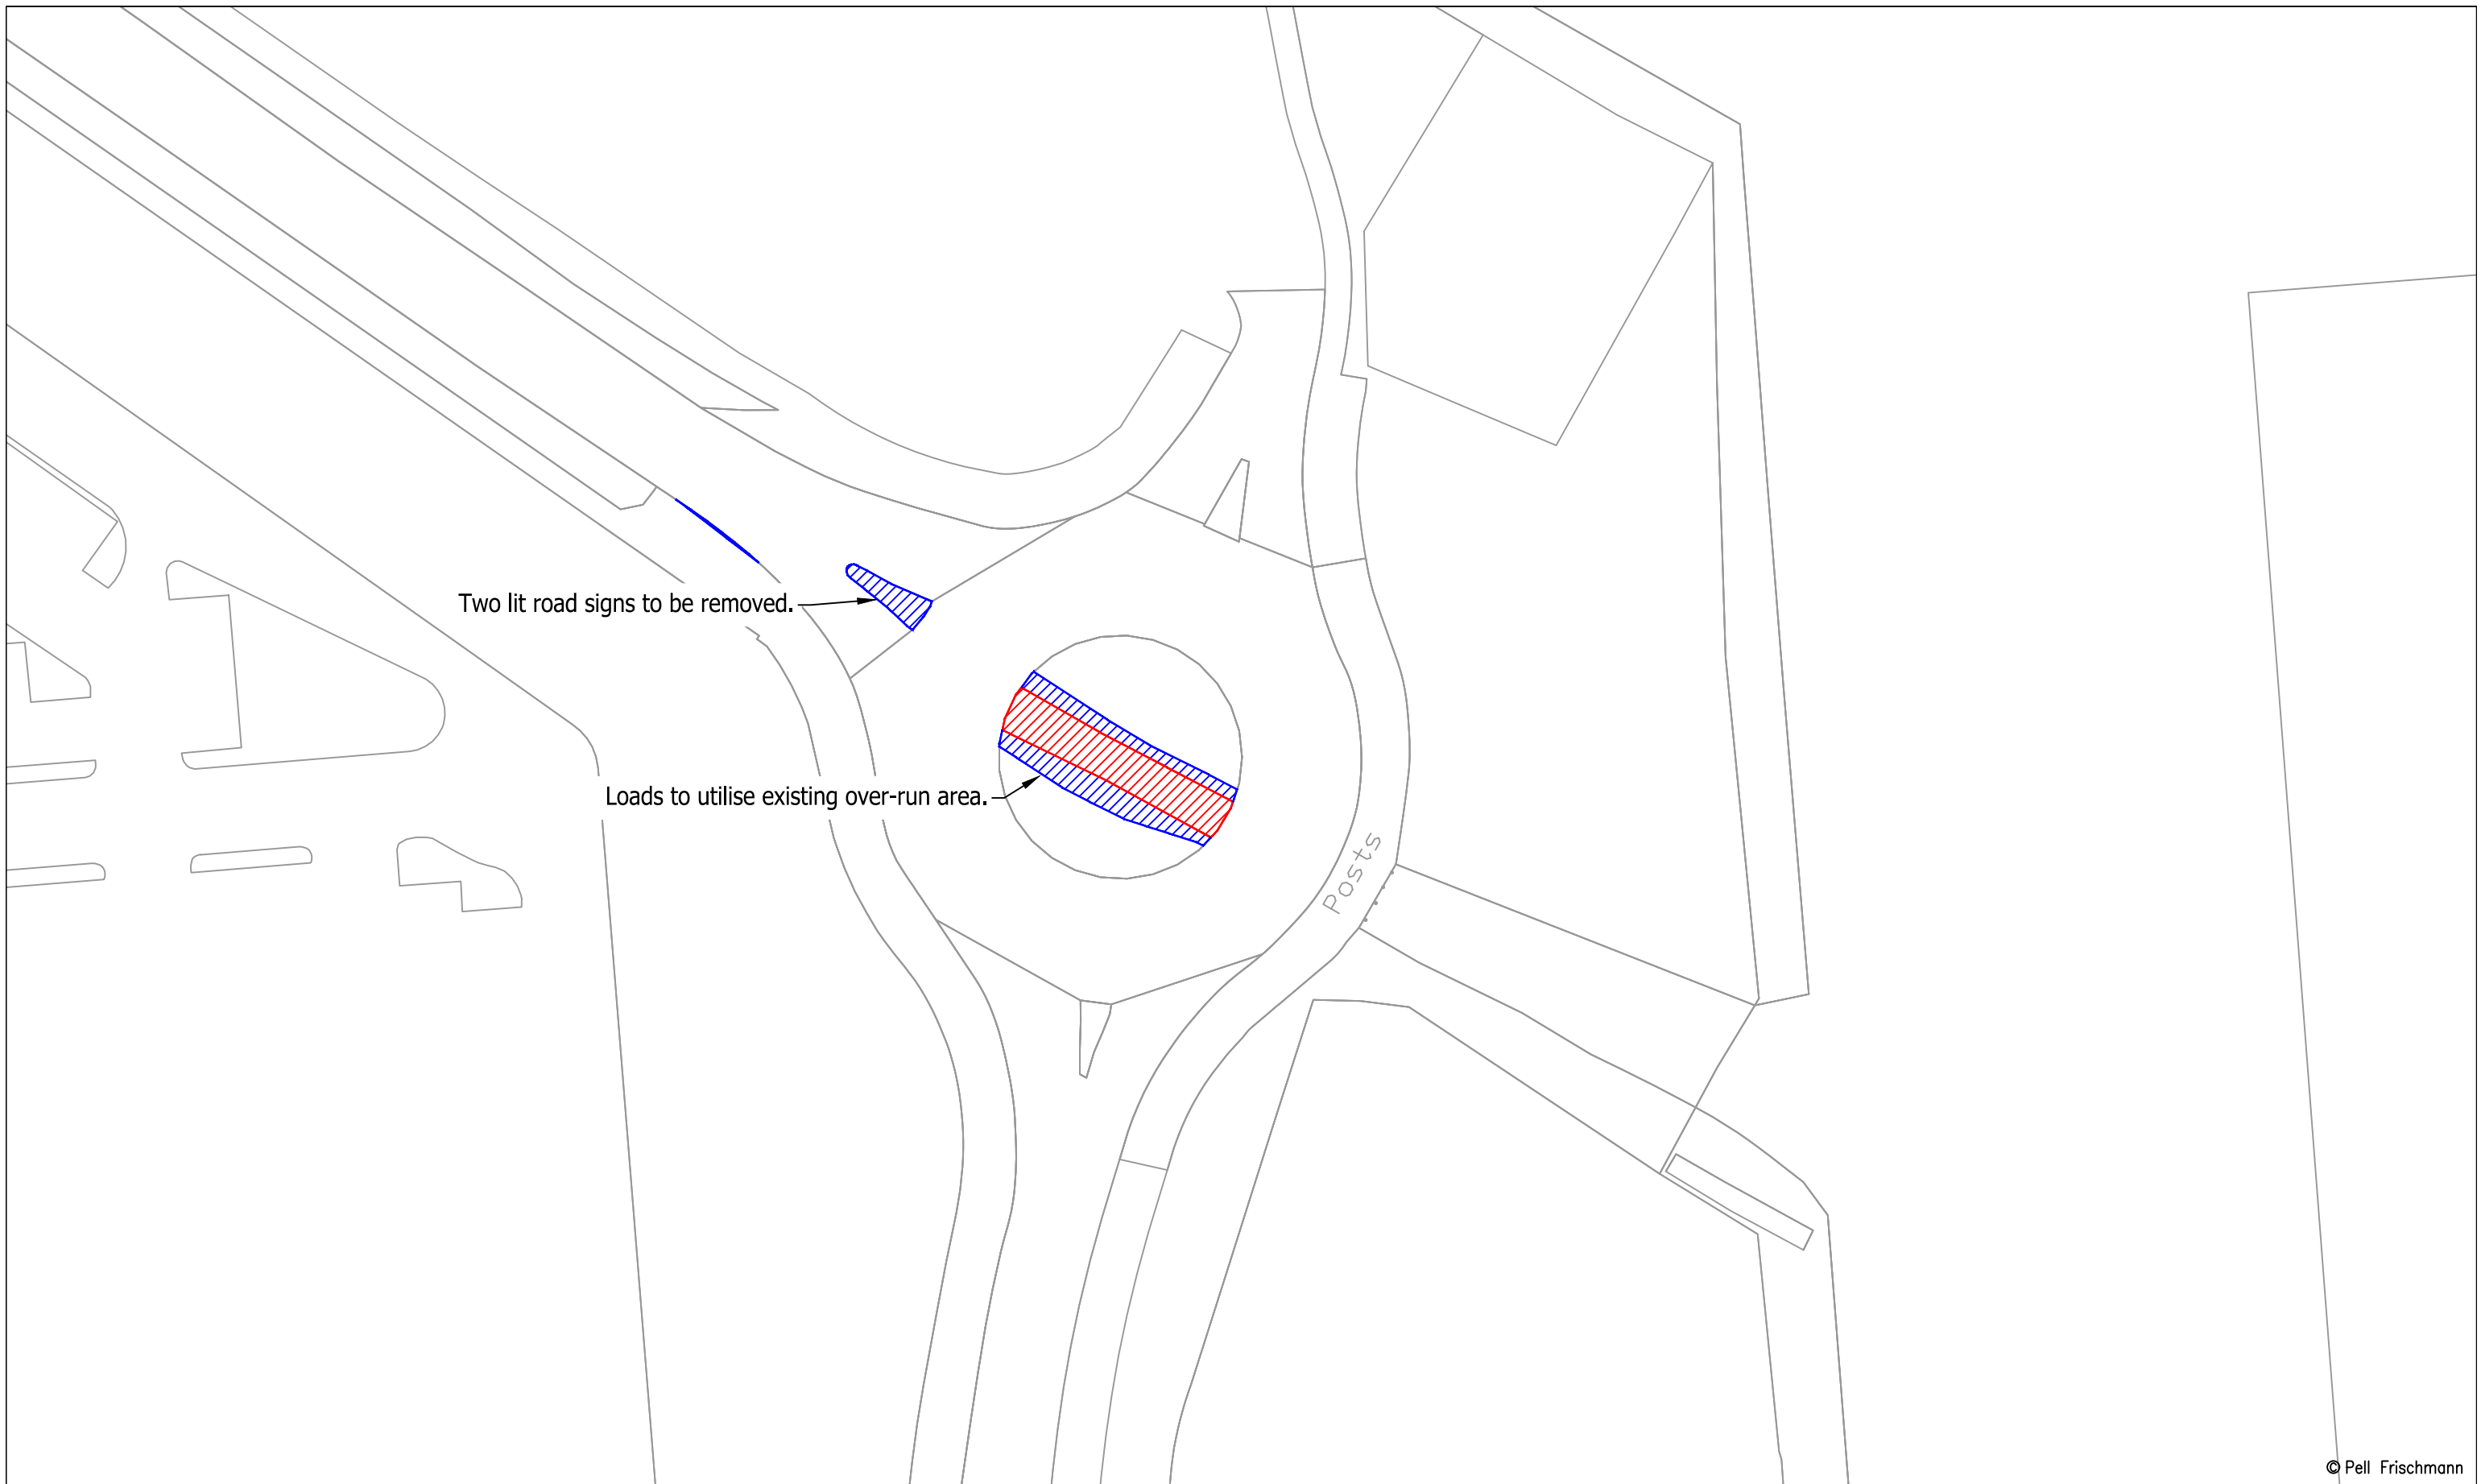 Two lit road signs to be removed.
Loads to utilise existing over-run area.
Posts
© Pell Frischmann